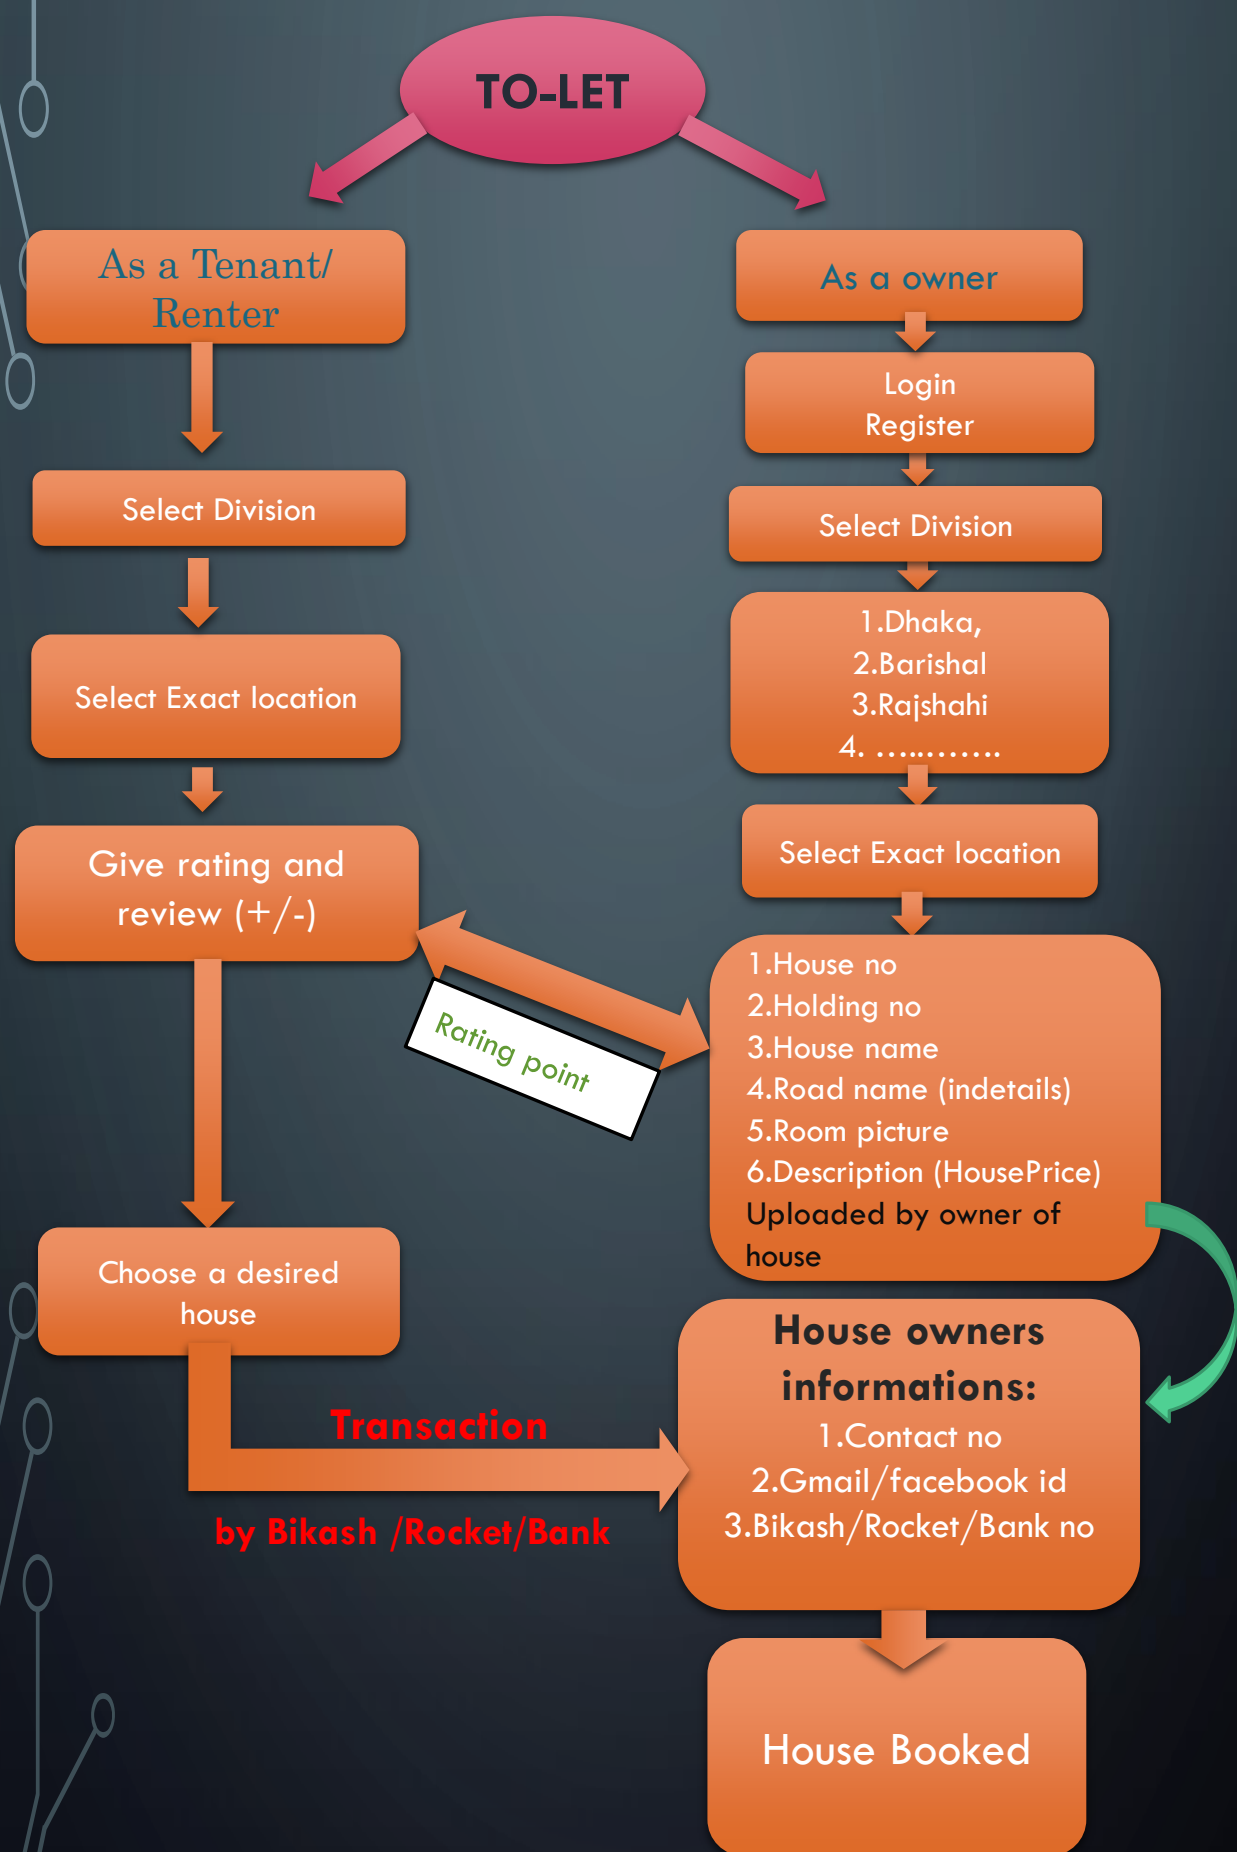 TO-LET
As a Tenant/
Renter
Select Division
Select Exact location
Give rating and
review (+/-)
Choose a desired
house
As a owner
Login
Register
Select Division
1.Dhaka,
2.Barishal
3.Rajshahi
4. ............
Select Exact location
1.House no
2.Holding no
3.House name
4.Road name (indetails)
5.Room picture
6.Description (HousePrice)
Uploaded by owner of
house
Rating point
Transaction
by Bikash /Rocket/Bank
House owners
informations:
1.Contact no
2.Gmail/facebook id
3.Bikash/Rocket/Bank no
House Booked